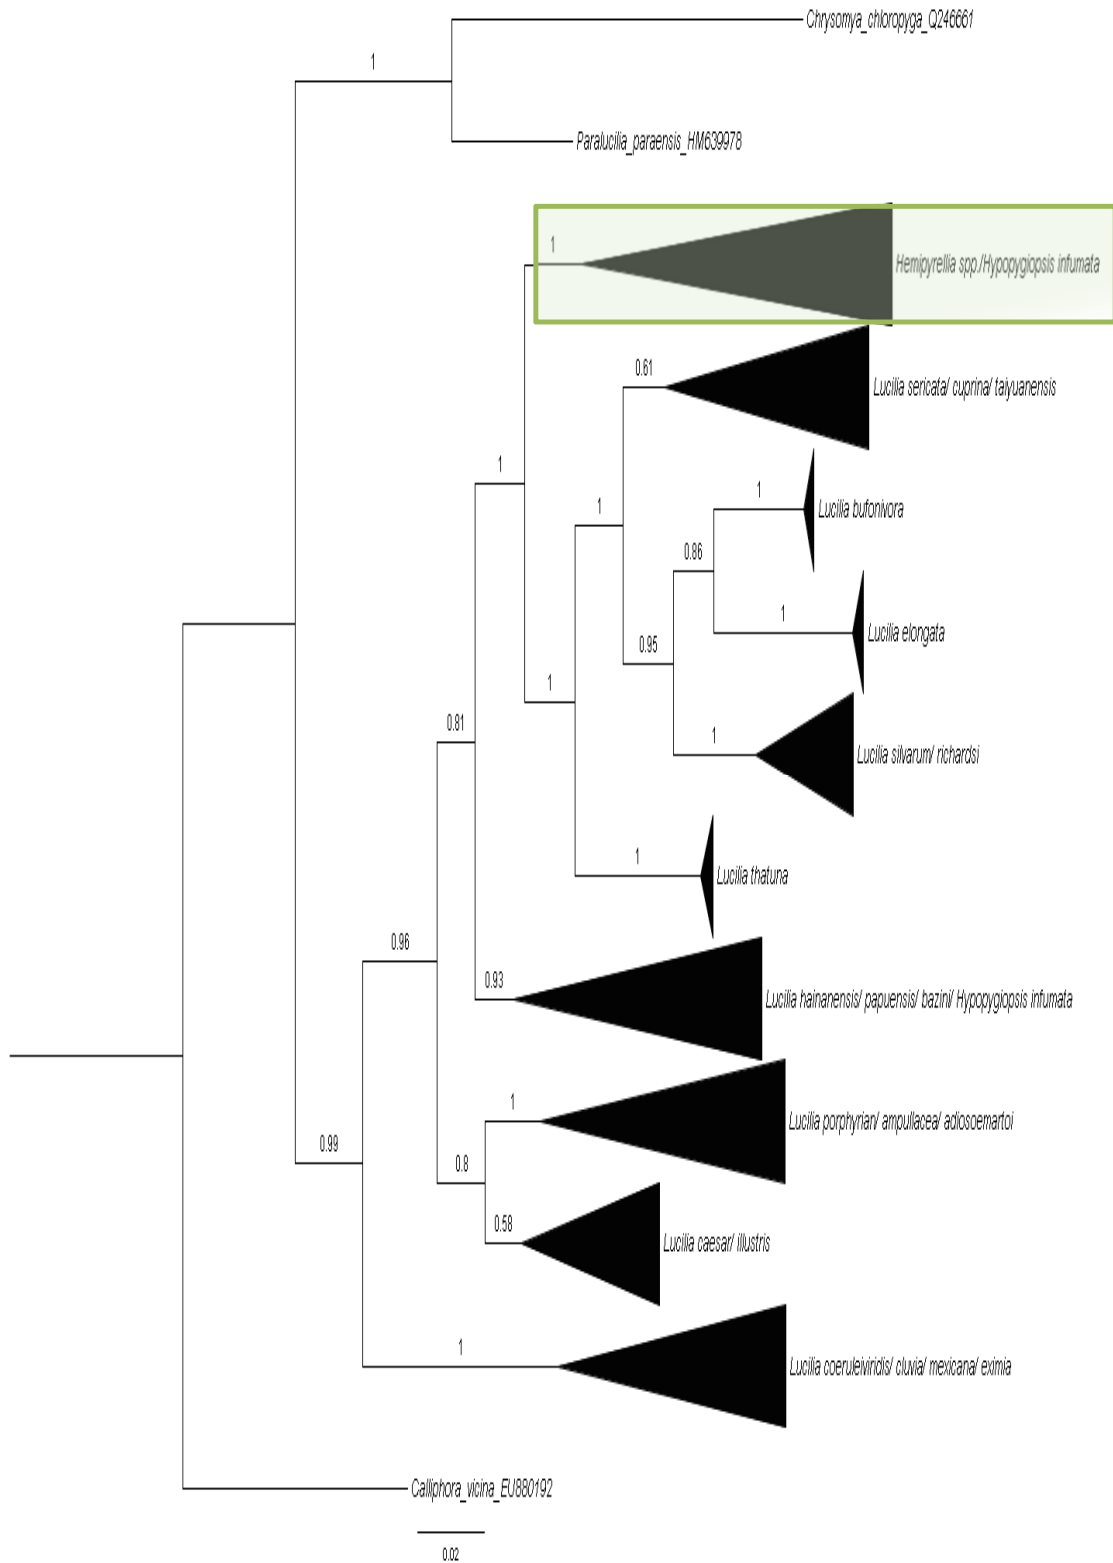 Chrysomya_chloropyga_Q246661
1
Paralucilia_paraensis_HM639978
1
Hemipyrellia spp./Hypopygiopsis infumata
0.61
Lucilia sericata/ cuprina/ taiyuanensis
1
1
Lucilia bufonivora
1
0.86
1
Lucilia elongata
0.95
1
0.81
1
Lucilia silvarum/ richardsi
1
Lucilia thatuna
0.96
0.93
Lucilia hainanensis/ papuensis/ bazini/ Hypopygiopsis infumata
1
Lucilia porphyrian/ ampullacea/ adiosoemartoi
0.99
0.8
0.58
Lucilia caesar/ illustris
1
Lucilia coeruleiviridis/ cluvia/ mexicana/ eximia
Calliphora_vicina_EU880192
0.02